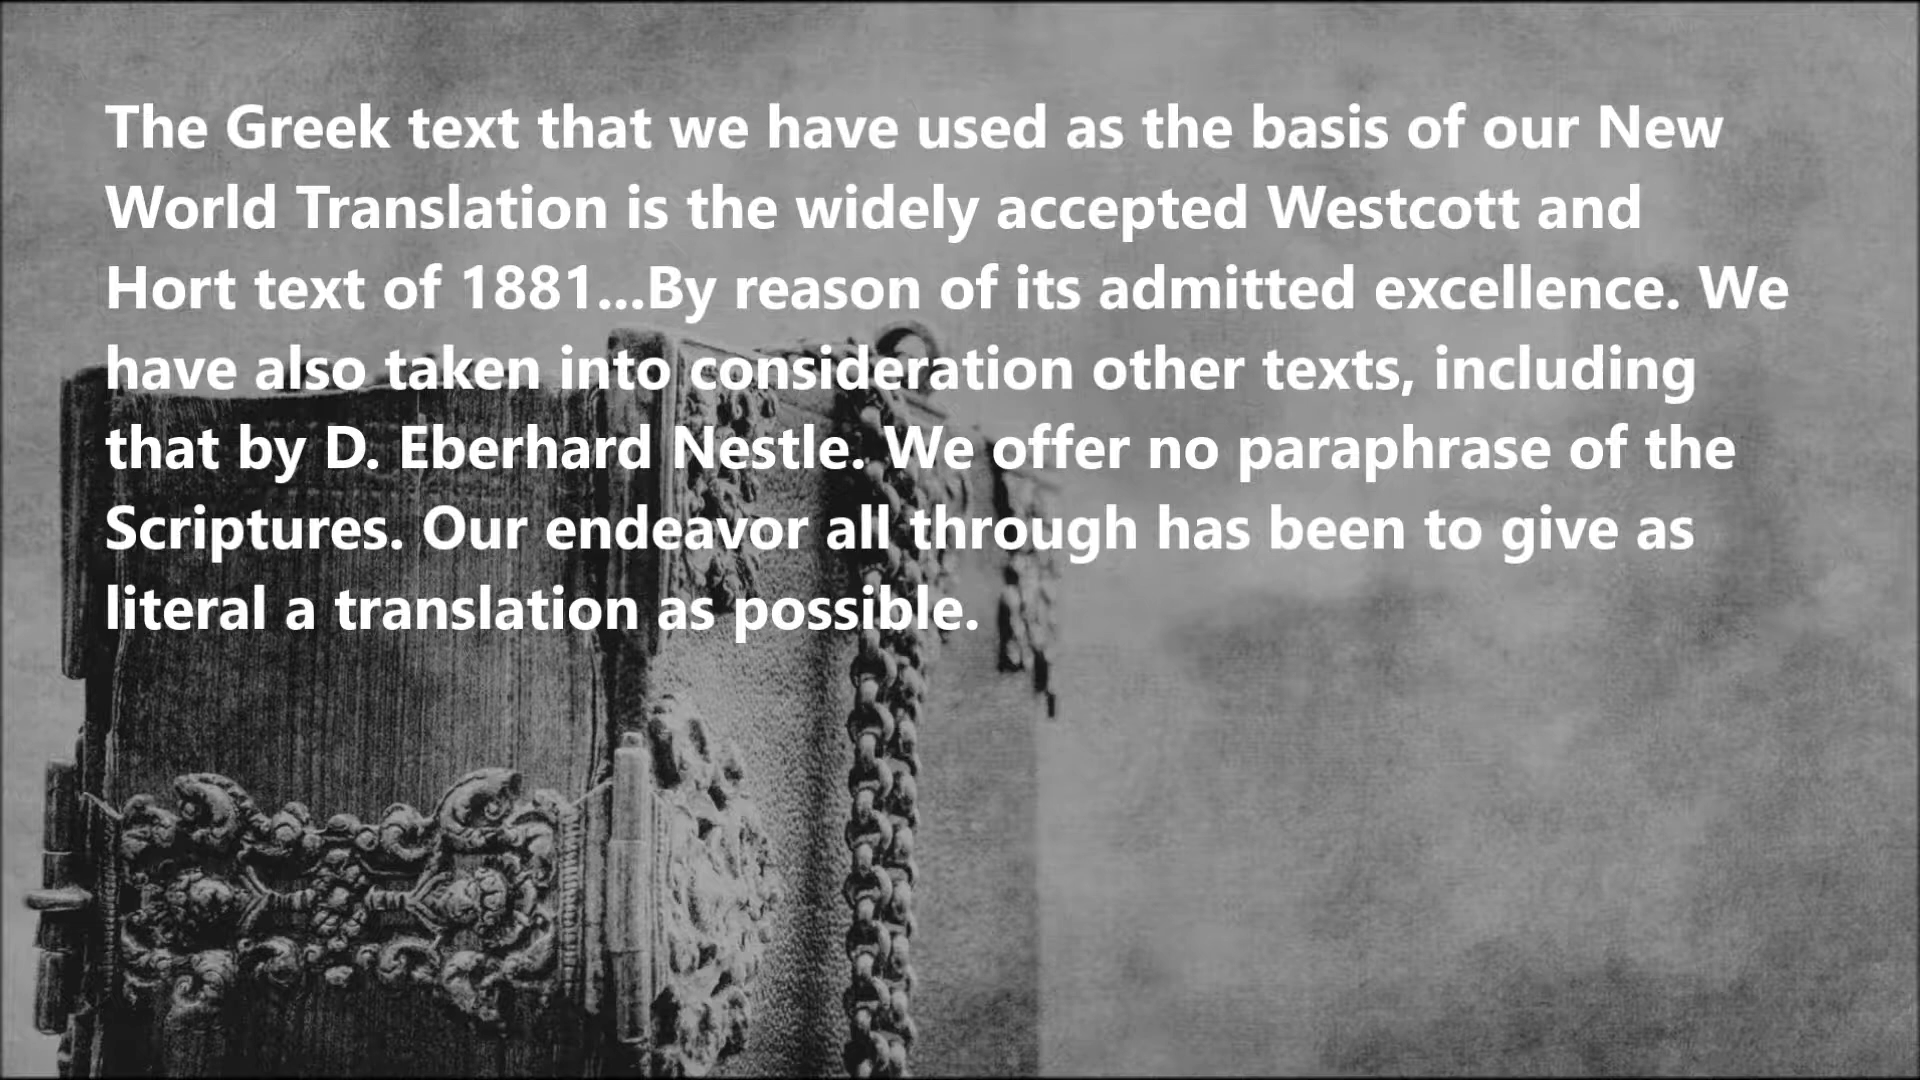 The Greek text that we have used as the basis of our New
World Translation is the widely accepted Westcott and
Hort text of 1881...By reason of its admitted excellence. We
have also taken into consideration other texts, including
that by D. Eberhard Nestle. We offer no paraphrase of the
Scriptures. Our endeavor all through has been to give as
literal a translation as possible.